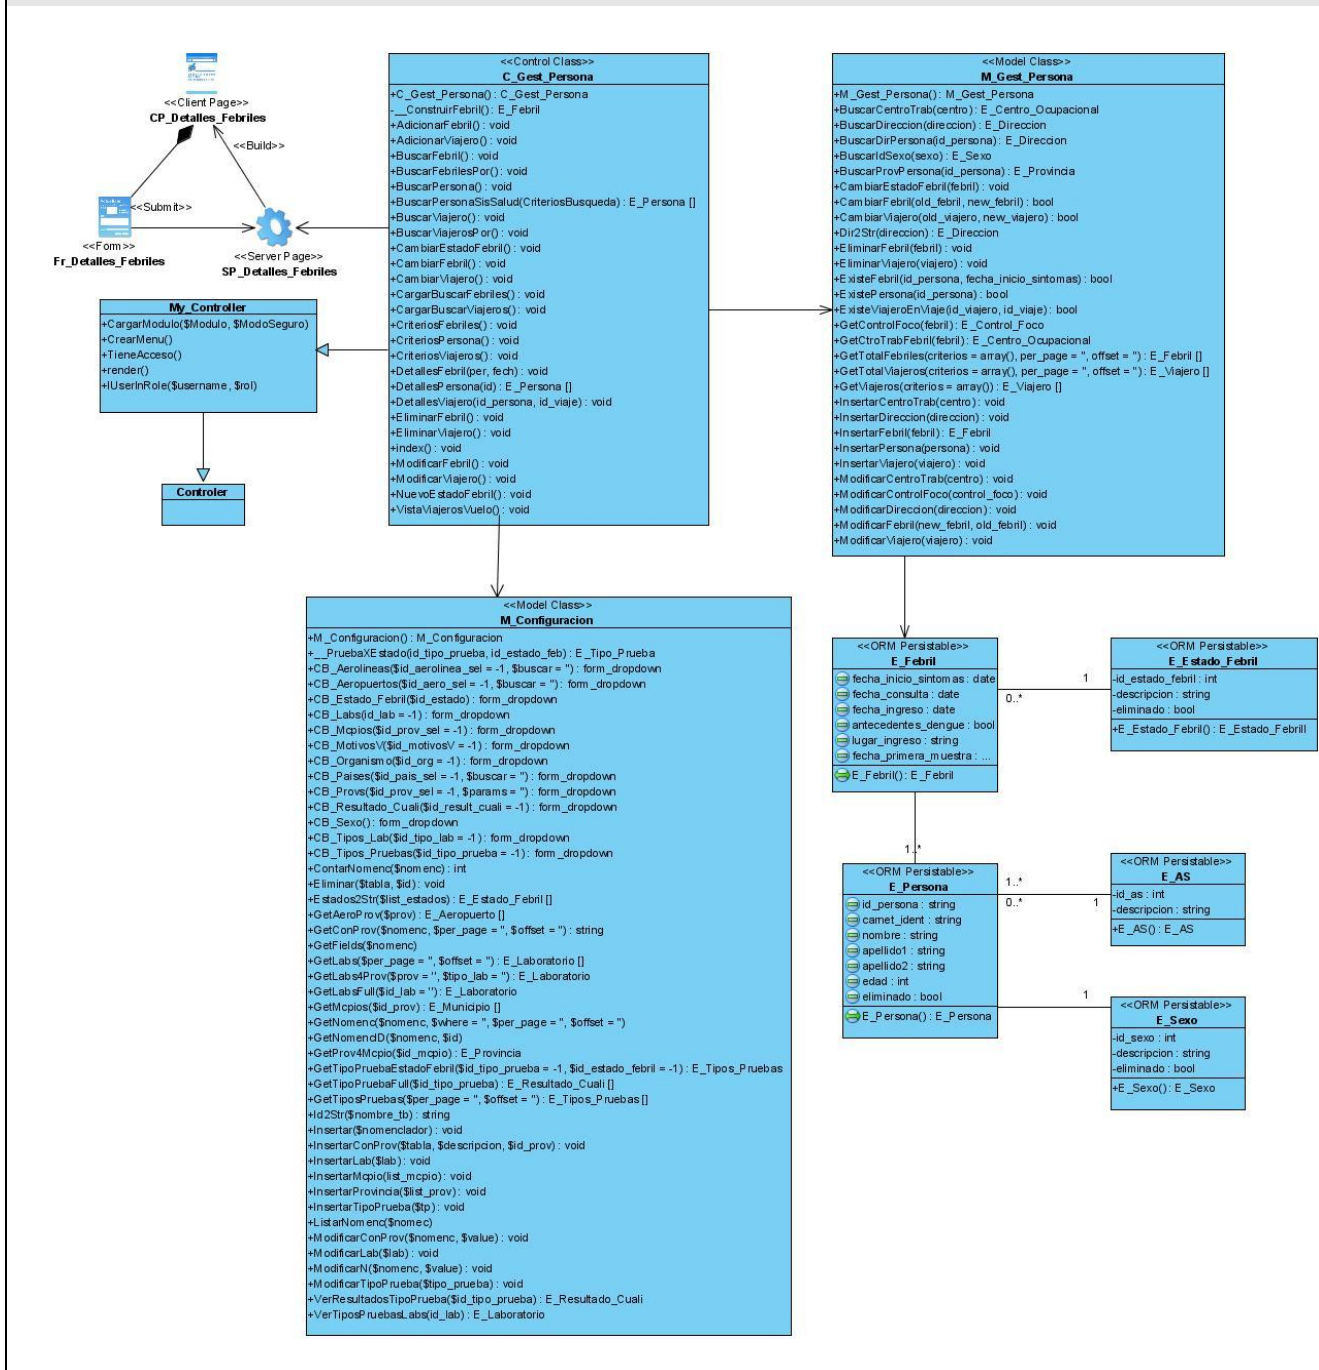 <<Client Page>>
CP_Detalles_Febriles
<<Build>>
<<Submit>>
<<Form>>
Fr_Detalles_Febriles
<<Server Page>>
SP_Detalles_Febriles
<<Control Class>>
C_Gest_Persona
+C_Gest_Persona() : C_Gest_Persona
-__ConstruirFebril() : E_Febril
+AdicionarFebril() : void
+AdicionarViajero() : void
+BuscarFebril() : void
+BuscarFebrilesPor() : void
+BuscarPersona() : void
+BuscarPersonaSisSalud(CriteriosBusqueda) : E_Persona []
+BuscarViajero() : void
+BuscarViajerosPor() : void
+CambiarEstadoFebril() : void
+CambiarFebril() : void
+CambiarViajero() : void
+CargarBuscarFebriles() : void
+CargarBuscarViajeros() : void
+CriteriosFebriles() : void
+CriteriosPersona() : void
+CriteriosViajeros() : void
+DetallesFebril(per, fech) : void
+DetallesPersona(id) : E_Persona []
+DetallesViajero(id_persona, id_viaje) : void
+EliminarFebril() : void
+EliminarViajero() : void
+index() : void
+ModificarFebril() : void
+ModificarViajero() : void
+NuevoEstadoFebril() : void
+VistaViajerosVuelo() : void
<<Model Class>>
M_Gest_Persona
+M_Gest_Persona() : M_Gest_Persona
+BuscarCentroTrab(centro) : E_Centro_Ocupacional
+BuscarDireccion(direccion) : E_Direccion
+BuscarDirPersona(id_persona) : E_Direccion
+BuscarIdSexo(sexo) : E_Sexo
+BuscarProvPersona(id_persona) : E_Provincia
+CambiarEstadoFebril(febril) : void
+CambiarFebril(old_febril, new_febril) : bool
+CambiarViajero(old_viajero, new_viajero) : bool
+Dir2Str(direccion) : E_Direccion
+EliminarFebril(febril) : void
+EliminarViajero(viajero) : void
+ExisteFebril(id_persona, fecha_inicio_sintomas) : bool
+ExistePersona(id_persona) : bool
+ExisteViajeroEnViaje(id_viajero, id_viaje) : bool
+GetControlFoco(febril) : E_Control_Foco
+GetCtroTrabFebril(febril) : E_Centro_Ocupacional
+GetTotalFebriles(criterios = array(), per_page = '', offset = '') : E_Febril []
+GetTotalViajeros(criterios = array(), per_page = '', offset = '') : E_Viajero []
+GetViajeros(criterios = array()) : E_Viajero []
+InsertarCentroTrab(centro) : void
+InsertarDireccion(direccion) : void
+InsertarFebril(febril) : E_Febril
+InsertarPersona(persona) : void
+InsertarViajero(viajero) : void
+ModificarCentroTrab(centro) : void
+ModificarControlFoco(control_foco) : void
+ModificarDireccion(direccion) : void
+ModificarFebril(new_febril, old_febril) : void
+ModificarViajero(viajero) : void
My_Controller
+CargarModulo($Modulo, $ModoSeguro)
+CrearMenu()
+TieneAcceso()
+render()
+IUserInRole($username, $rol)
Controler
<<Model Class>>
M_Configuracion
+M_Configuracion() : M_Configuracion
+__PruebaXEstado(id_tipo_prueba, id_estado_feb) : E_Tipo_Prueba
+CB_Aerolineas($id_aerolinea_sel = -1, $buscar = '') : form_dropdown
+CB_Aeropuertos($id_aero_sel = -1, $buscar = '') : form_dropdown
+CB_Estado_Febril($id_estado) : form_dropdown
+CB_Labs(id_lab = -1) : form_dropdown
+CB_Mcpios($id_prov_sel = -1) : form_dropdown
+CB_MotivosV($id_motivosV = -1) : form_dropdown
+CB_Organismo($id_org = -1) : form_dropdown
+CB_Paises($id_pais_sel = -1, $buscar = '') : form_dropdown
+CB_Provs($id_prov_sel = -1, $params = '') : form_dropdown
+CB_Resultado_Cuali($id_result_cuali = -1) : form_dropdown
+CB_Sexo() : form_dropdown
+CB_Tipos_Lab($id_tipo_lab = -1) : form_dropdown
+CB_Tipos_Pruebas($id_tipo_prueba = -1) : form_dropdown
+ContarNomenc($nomenc) : int
+Eliminar($tabla, $id) : void
+Estados2Str($list_estados) : E_Estado_Febril []
+GetAeroProv($prov) : E_Aeropuerto []
+GetConProv($nomenc, $per_page = '', $offset = '') : string
+GetFields($nomenc)
+GetLabs($per_page = '', $offset = '') : E_Laboratorio []
+GetLabs4Prov($prov = '', $tipo_lab = '') : E_Laboratorio
+GetLabsFull($id_lab = '') : E_Laboratorio
+GetMcpios($id_prov) : E_Municipio []
+GetNomenc($nomenc, $where = '', $per_page = '', $offset = '')
+GetNomencID($nomenc, $id)
+GetProv4Mcpio($id_mcpio) : E_Provincia
+GetTipoPruebaEstadoFebril($id_tipo_prueba = -1, $id_estado_febril = -1) : E_Tipos_Pruebas
+GetTipoPruebaFull($id_tipo_prueba) : E_Resultado_Cuali []
+GetTiposPruebas($per_page = '', $offset = '') : E_Tipos_Pruebas []
+Id2Str($nombre_tb) : string
+Insertar($nomenclador) : void
+InsertarConProv($tabla, $descripcion, $id_prov) : void
+InsertarLab($lab) : void
+InsertarMcpio(list_mcpio) : void
+InsertarProvincia($list_prov) : void
+InsertarTipoPrueba($tp) : void
+ListarNomenc($nomec)
+ModificarConProv($nomenc, $value) : void
+ModificarLab($lab) : void
+ModificarN($nomenc, $value) : void
+ModificarTipoPrueba($tipo_prueba) : void
+VerResultadosTipoPrueba($id_tipo_prueba) : E_Resultado_Cuali
+VerTiposPruebasLabs(id_lab) : E_Laboratorio
<<ORM Persistable>>
E_Febril
fecha_inicio_sintomas : date
fecha_consulta : date
fecha_ingreso : date
antecedentes_dengue : bool
lugar_ingreso : string
fecha_primera_muestra : ...
E_Febril() : E_Febril
1
0..*
<<ORM Persistable>>
E_Estado_Febril
-id_estado_febril : int
-descripcion : string
-eliminado : bool
+E_Estado_Febril() : E_Estado_Febrill
1..*
<<ORM Persistable>>
E_Persona
id_persona : string
carnet_ident : string
nombre : string
apellido1 : string
apellido2 : string
edad : int
eliminado : bool
E_Persona() : E_Persona
1..*
0..*
1
<<ORM Persistable>>
E_AS
-id_as : int
-descripcion : string
+E_AS() : E_AS
1
<<ORM Persistable>>
E_Sexo
-id_sexo : int
-descripcion : string
-eliminado : bool
+E_Sexo() : E_Sexo